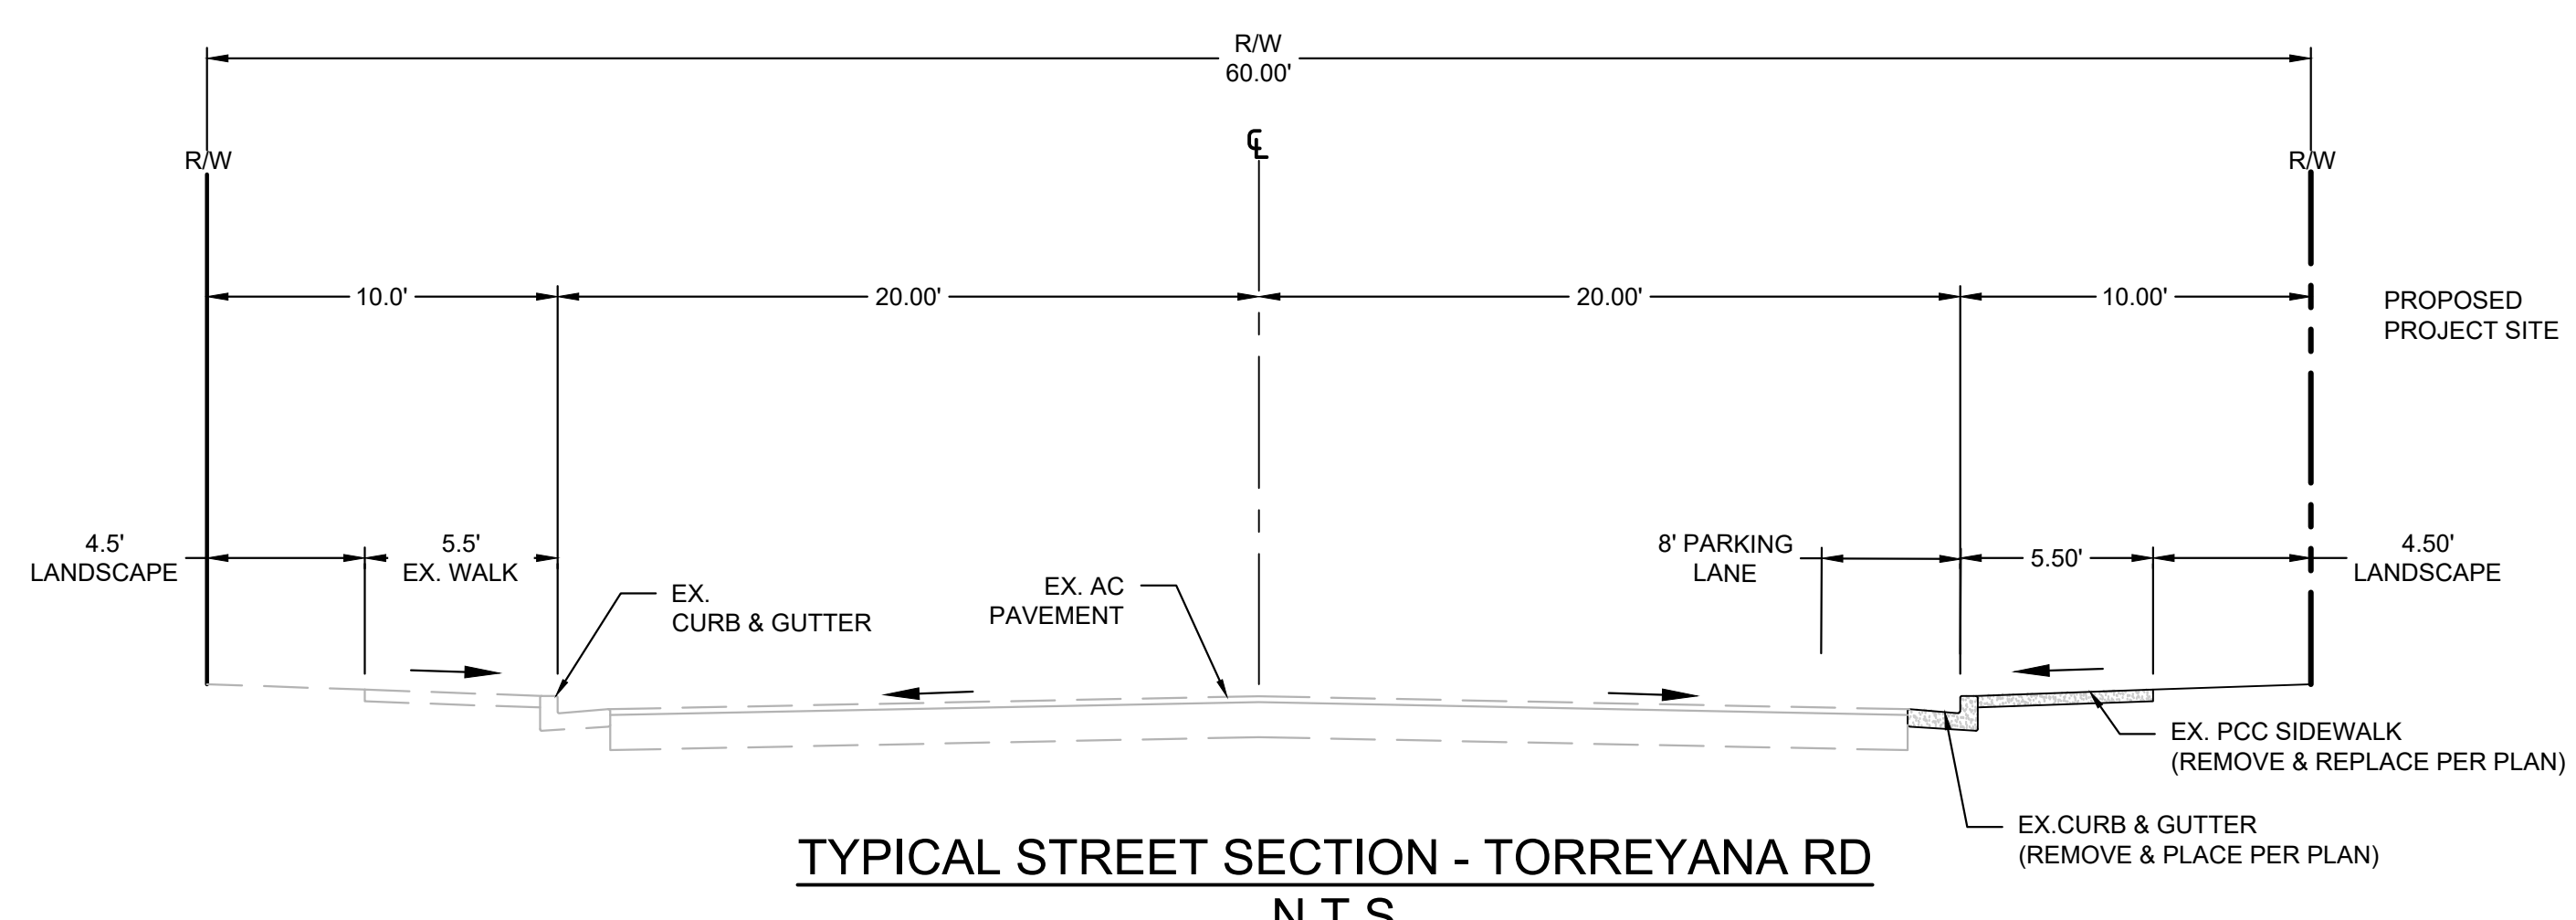 R/W
60.00'
℄
R/W
R/W
10.0'
20.00'
20.00'
10.00'
PROPOSED
PROJECT SITE
4.5'
LANDSCAPE
5.5'
EX. WALK
EX.
CURB & GUTTER
EX. AC
PAVEMENT
8' PARKING
LANE
5.50'
4.50'
LANDSCAPE
EX. PCC SIDEWALK
(REMOVE & REPLACE PER PLAN)
EX.CURB & GUTTER
(REMOVE & PLACE PER PLAN)
TYPICAL STREET SECTION - TORREYANA RD
N.T.S.